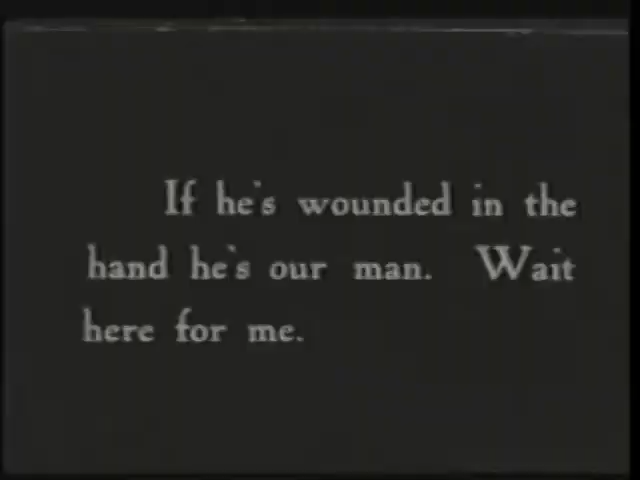 If he's wounded in the
hand he's our man. Wait
here for me.